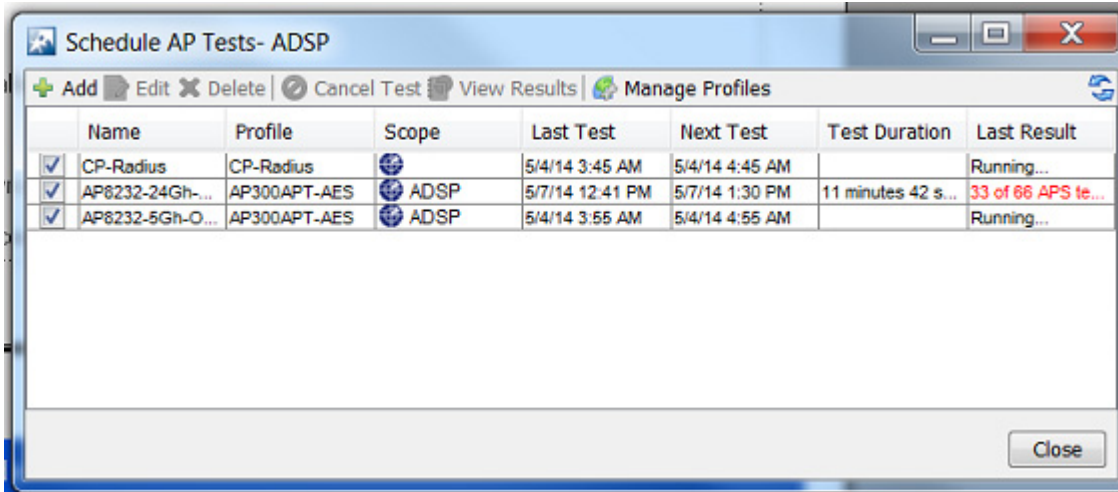 Schedule AP Tests- ADSP
Add Edit Delete Cancel Test View Results Manage Profiles
Name Profile Scope Last Test Next Test Test Duration Last Result
CP-Radius CP-Radius 5/4/14 3:45 AM 5/4/14 4:45 AM Running...
AP8232-24Gh-... AP300APT-AES ADSP 5/7/14 12:41 PM 5/7/14 1:30 PM 11 minutes 42 s... 33 of 66 APS te...
AP8232-5Gh-O... AP300APT-AES ADSP 5/4/14 3:55 AM 5/4/14 4:55 AM Running...
Close